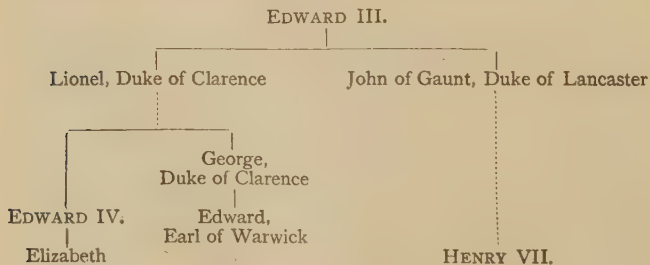 EDWARD III.
Lionel, Duke of Clarence
John of Gaunt, Duke of Lancaster
George,
Duke of Clarence
EDWARD IV.
Edward,
Earl of Warwick
Elizabeth
HENRY VII.